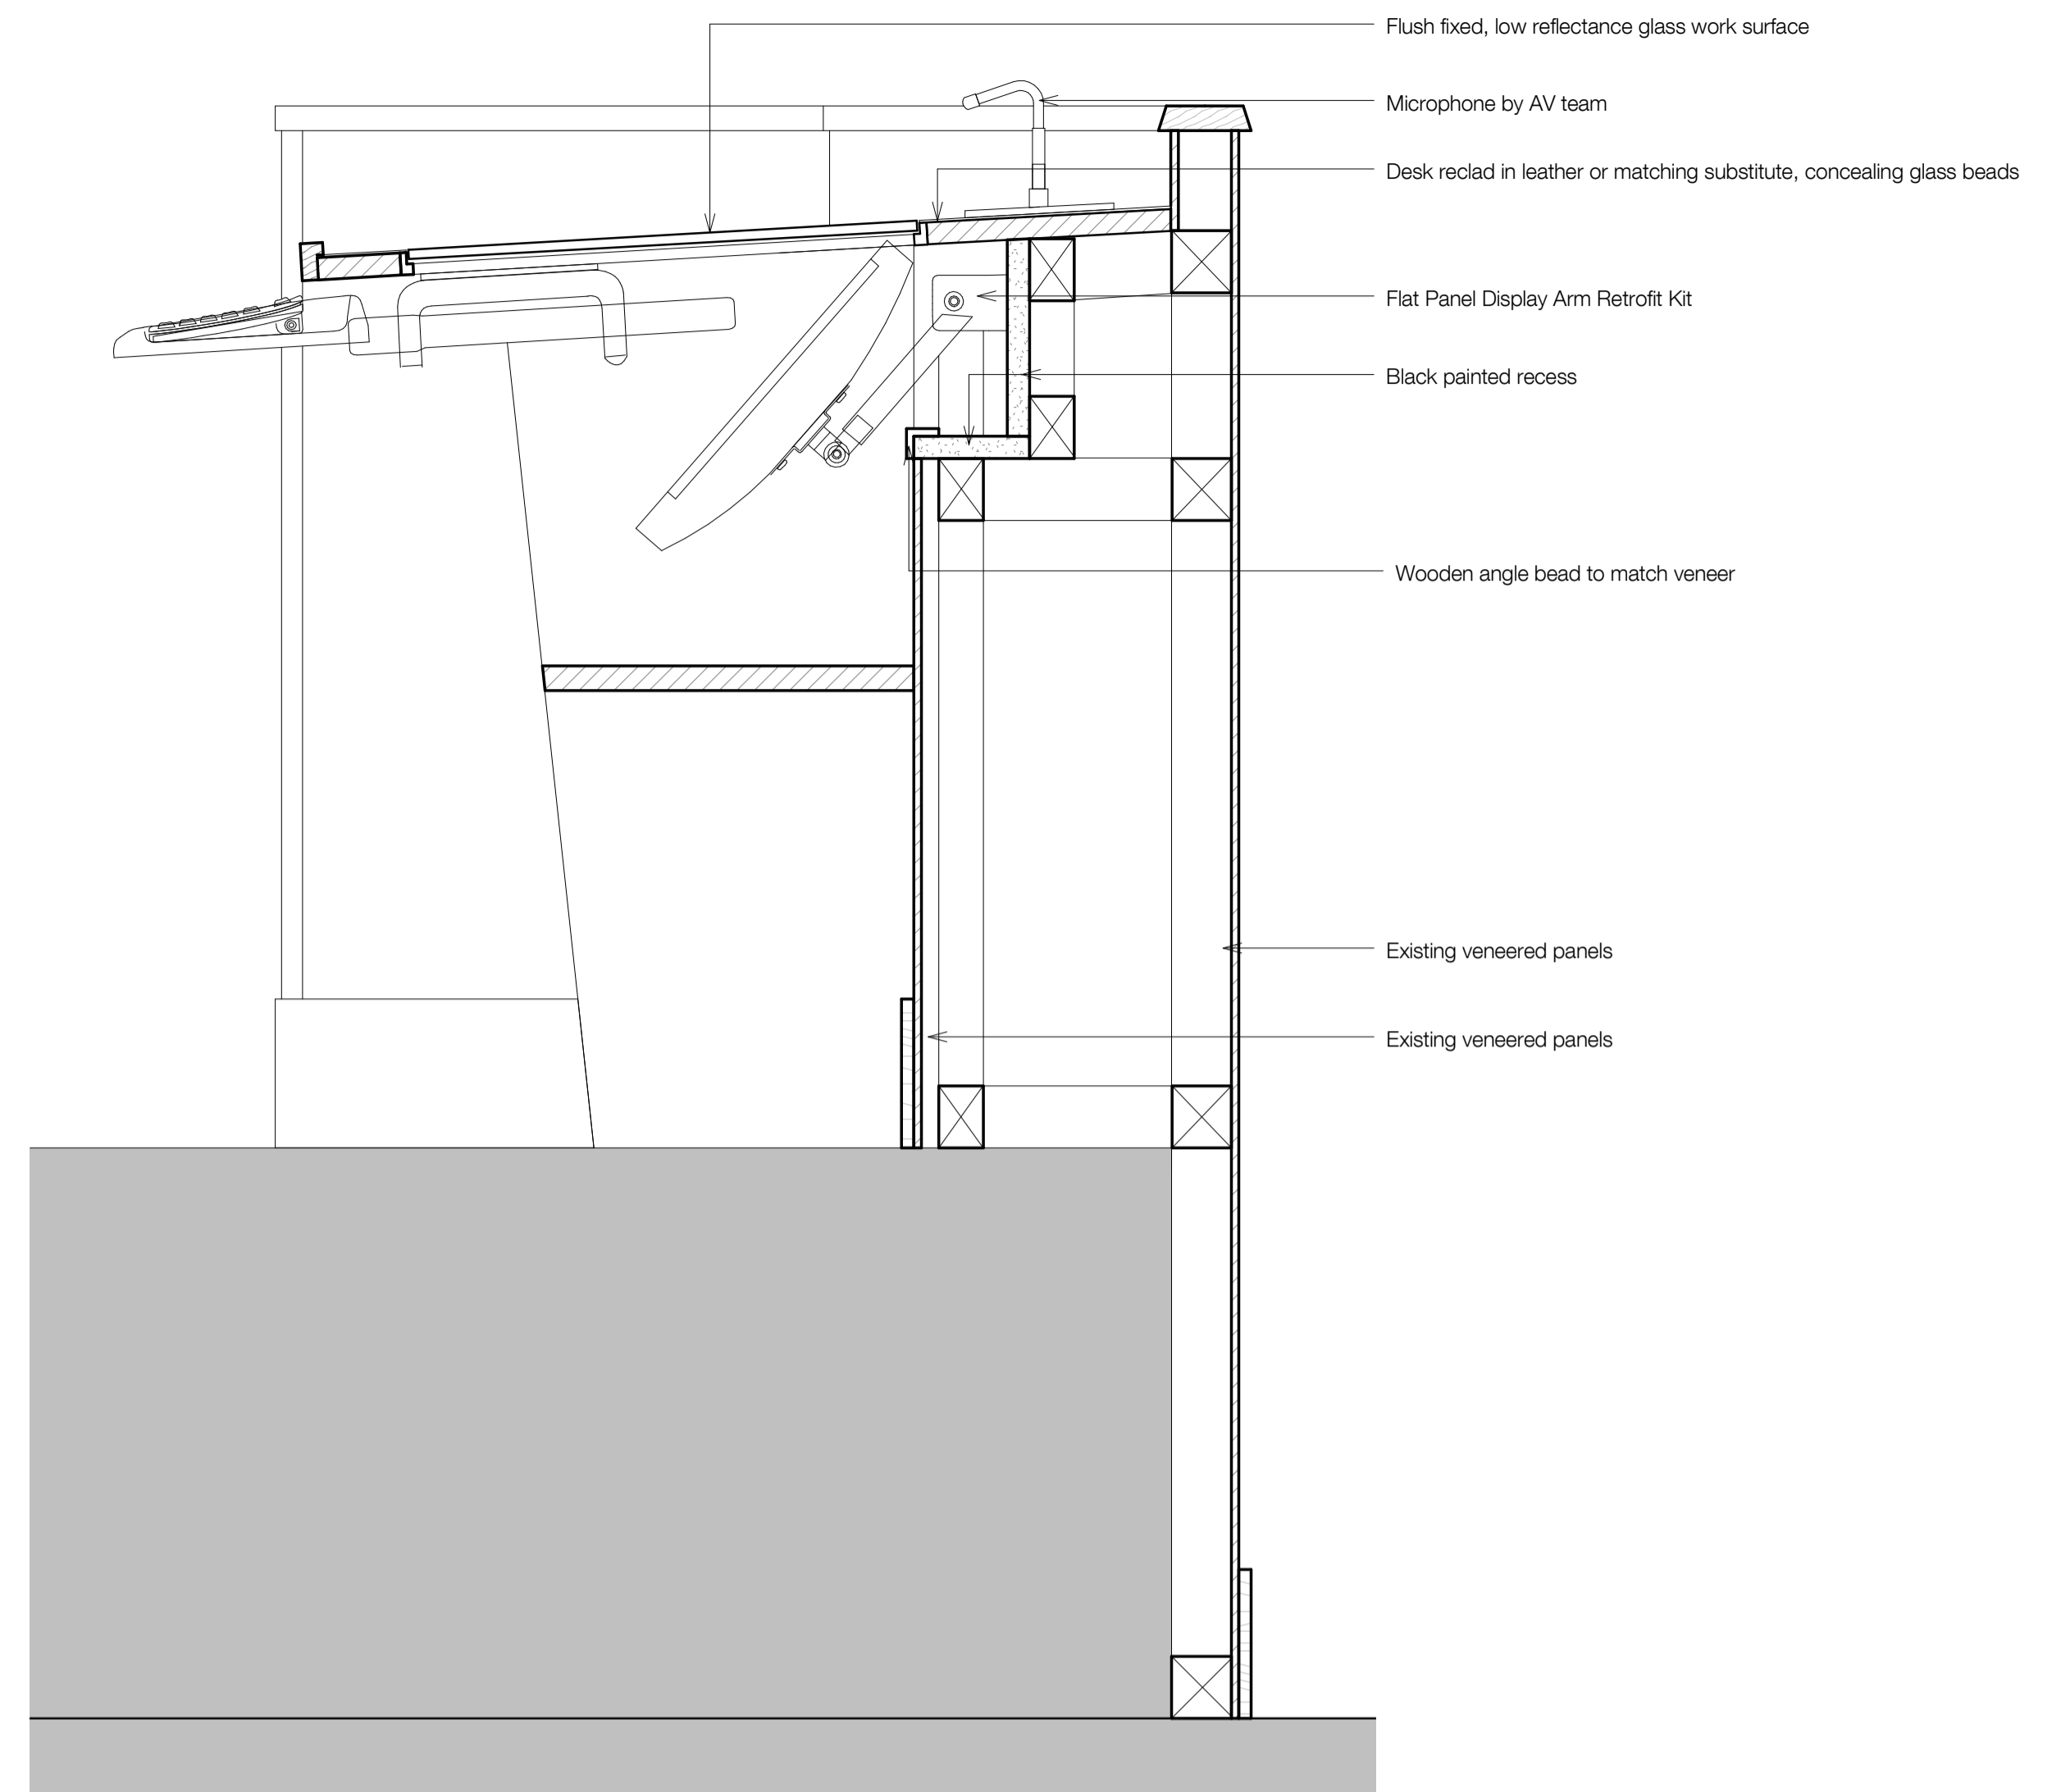 Flush fixed, low reflectance glass work surface
Microphone by AV team
Desk reclad in leather or matching substitute, concealing glass beads
Flat Panel Display Arm Retrofit Kit
Black painted recess
Wooden angle bead to match veneer
Existing veneered panels
Existing veneered panels